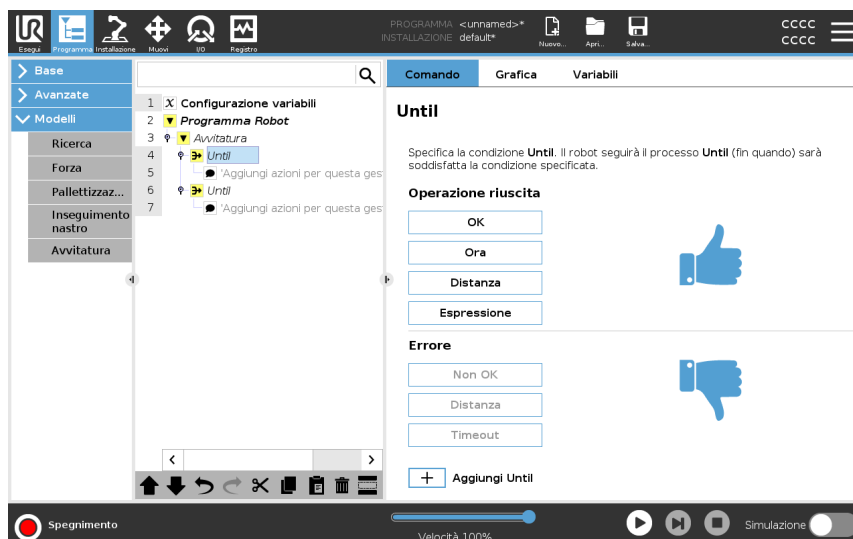 UR
PROGRAMMA <unnamed>*
INSTALLAZIONE default*
CCCC
CCCC
Esegui Programma Installazione Muovi I/O Registro Nuovo... Apri... Salva...
Base
Avanzate
Modelli
Ricerca
Forza
Pallettizzaz...
Inseguimento
nastro
Avvitatura
1 X Configurazione variabili
2 Programma Robot
3 Avvitatura
4 Until
5 'Aggiungi azioni per questa ges
6 Until
7 'Aggiungi azioni per questa ges
Comando Grafica Variabili
Until
Specifica la condizione Until. Il robot seguirà il processo Until (fin quando) sarà
soddisfatta la condizione specificata.
Operazione riuscita
OK
Ora
Distanza
Espressione
Errore
Non OK
Distanza
Timeout
+ Aggiungi Until
Spegnimento
Velocità 100%
Simulazione